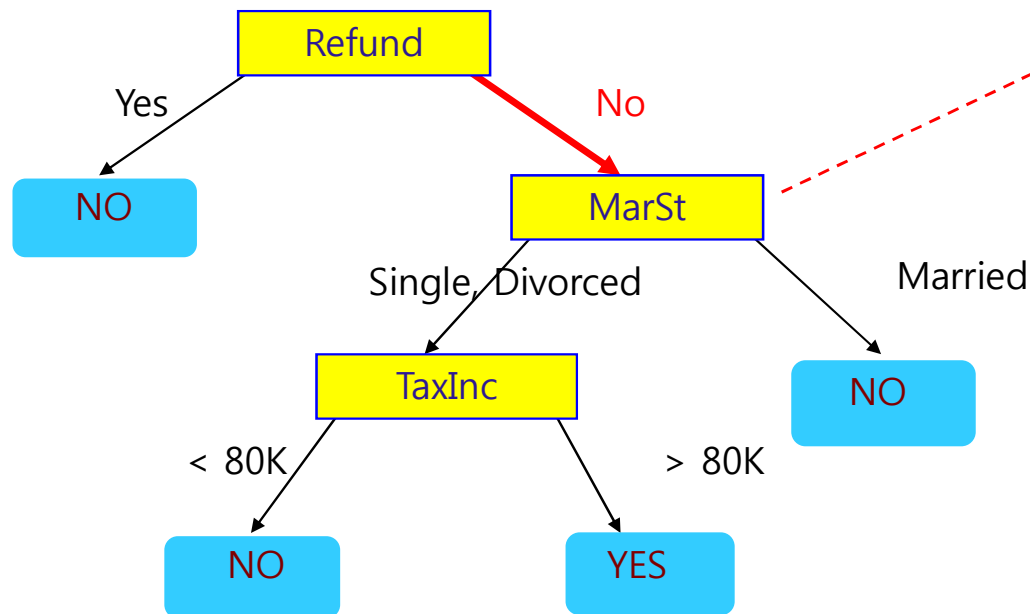 Refund
Yes
No
NO
MarSt
Single, Divorced
Married
TaxInc
NO
< 80K
> 80K
NO
YES